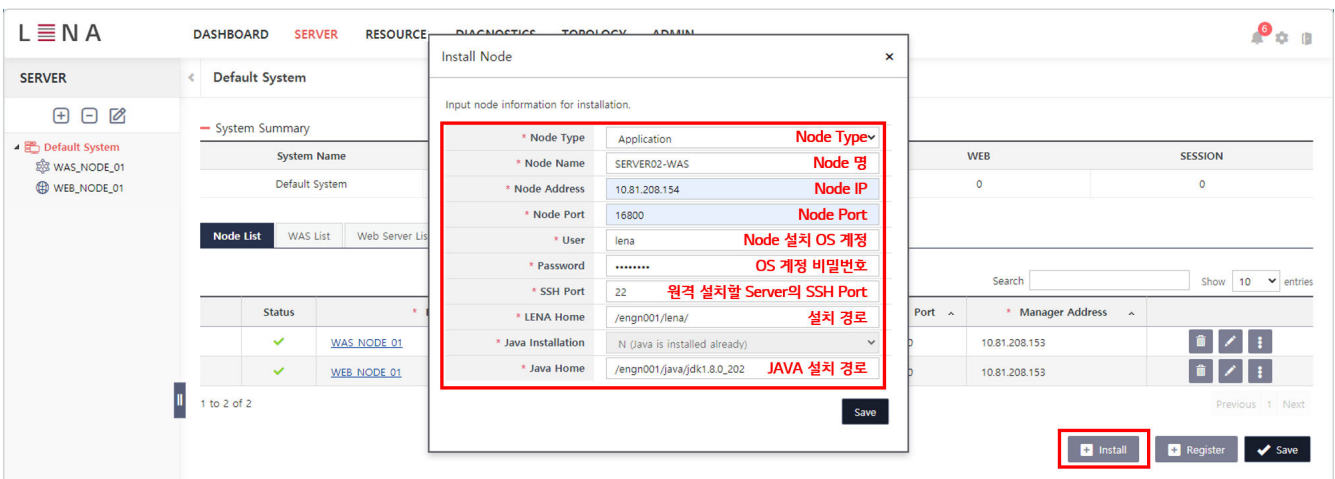 LENA
DASHBOARD SERVER RESOURCE DIAGNOSTICS TOPOLOGY ADMIN
6
SERVER
Default System
Default System
WAS_NODE_01
WEB_NODE_01
System Summary
System Name WEB SESSION
Default System 0 0
Node List WAS List Web Server Lis
Search Show 10 entries
Status * Port * Manager Address
WAS_NODE_01 10.81.208.153
WEB_NODE_01 10.81.208.153
1 to 2 of 2
Previous 1 Next
Install Register Save
Install Node ×
Input node information for installation.
* Node Type Application Node Type
* Node Name SERVER02-WAS Node 명
* Node Address 10.81.208.154 Node IP
* Node Port 16800 Node Port
* User lena Node 설치 OS 계정
* Password ········ OS 계정 비밀번호
* SSH Port 22 원격 설치할 Server의 SSH Port
* LENA Home /engn001/lena/ 설치 경로
* Java Installation N (Java is installed already)
* Java Home /engn001/java/jdk1.8.0_202 JAVA 설치 경로
Save